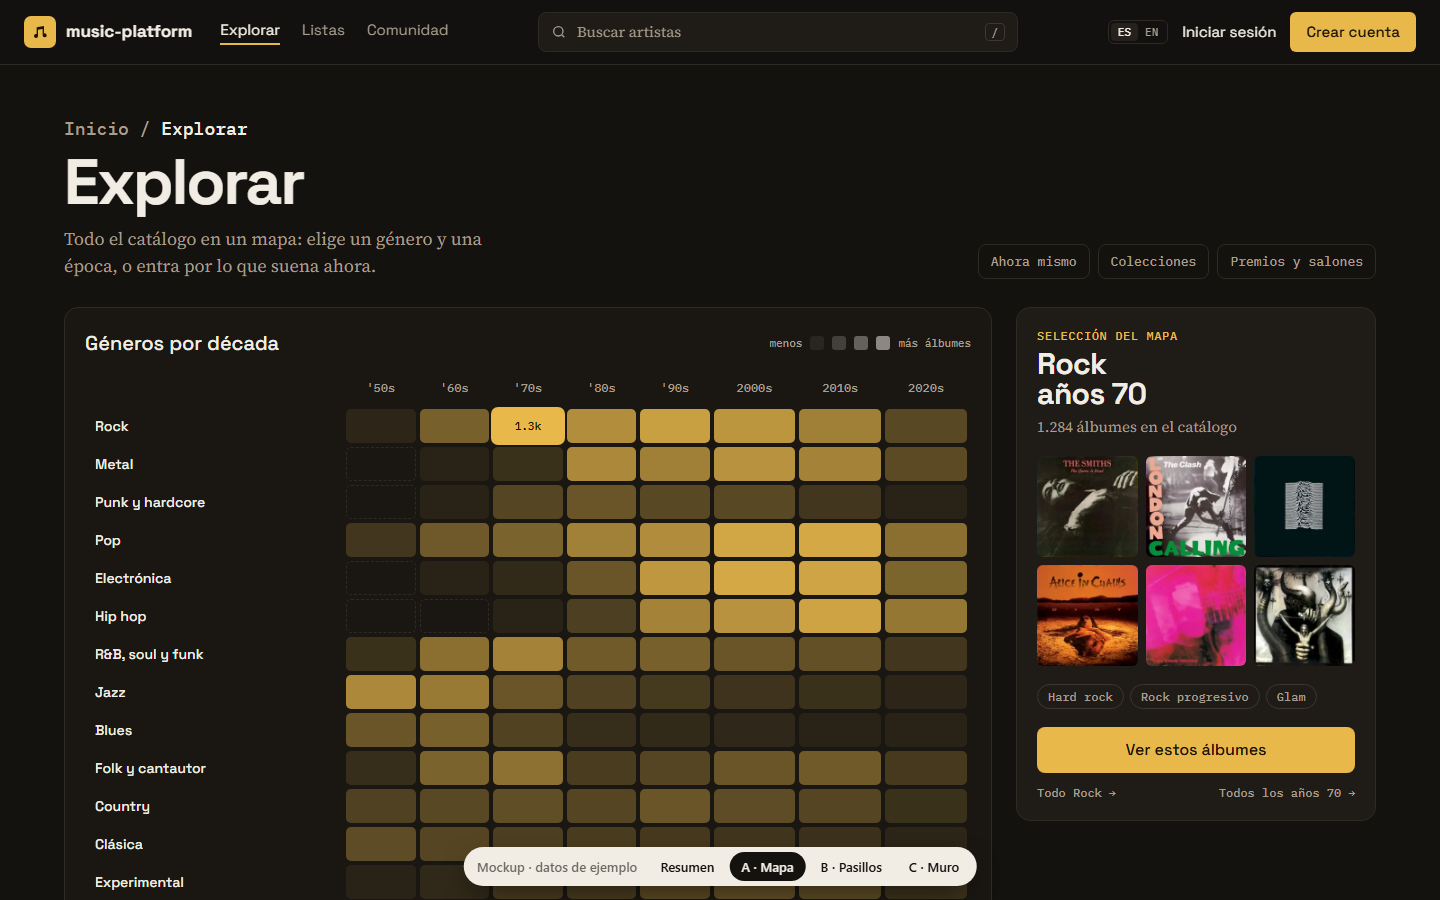 music-platform
Explorar
Listas
Comunidad
Buscar artistas
/
ES EN
Iniciar sesión
Crear cuenta
Inicio / Explorar
Explorar
Todo el catálogo en un mapa: elige un género y una
época, o entra por lo que suena ahora.
Ahora mismo
Colecciones
Premios y salones
Géneros por década
menos
más álbumes
'50s '60s '70s '80s '90s 2000s 2010s 2020s
Rock
1.3k
Metal
Punk y hardcore
Pop
Electrónica
Hip hop
R&B, soul y funk
Jazz
Blues
Folk y cantautor
Country
Clásica
Experimental
SELECCIÓN DEL MAPA
Rock
años 70
1.284 álbumes en el catálogo
THE SMITHS
The Clash
LONDON
CALLING
ALICE IN CHAINS
Hard rock
Rock progresivo
Glam
Ver estos álbumes
Todo Rock →
Todos los años 70 →
Mockup · datos de ejemplo
Resumen
A · Mapa
B · Pasillos
C · Muro